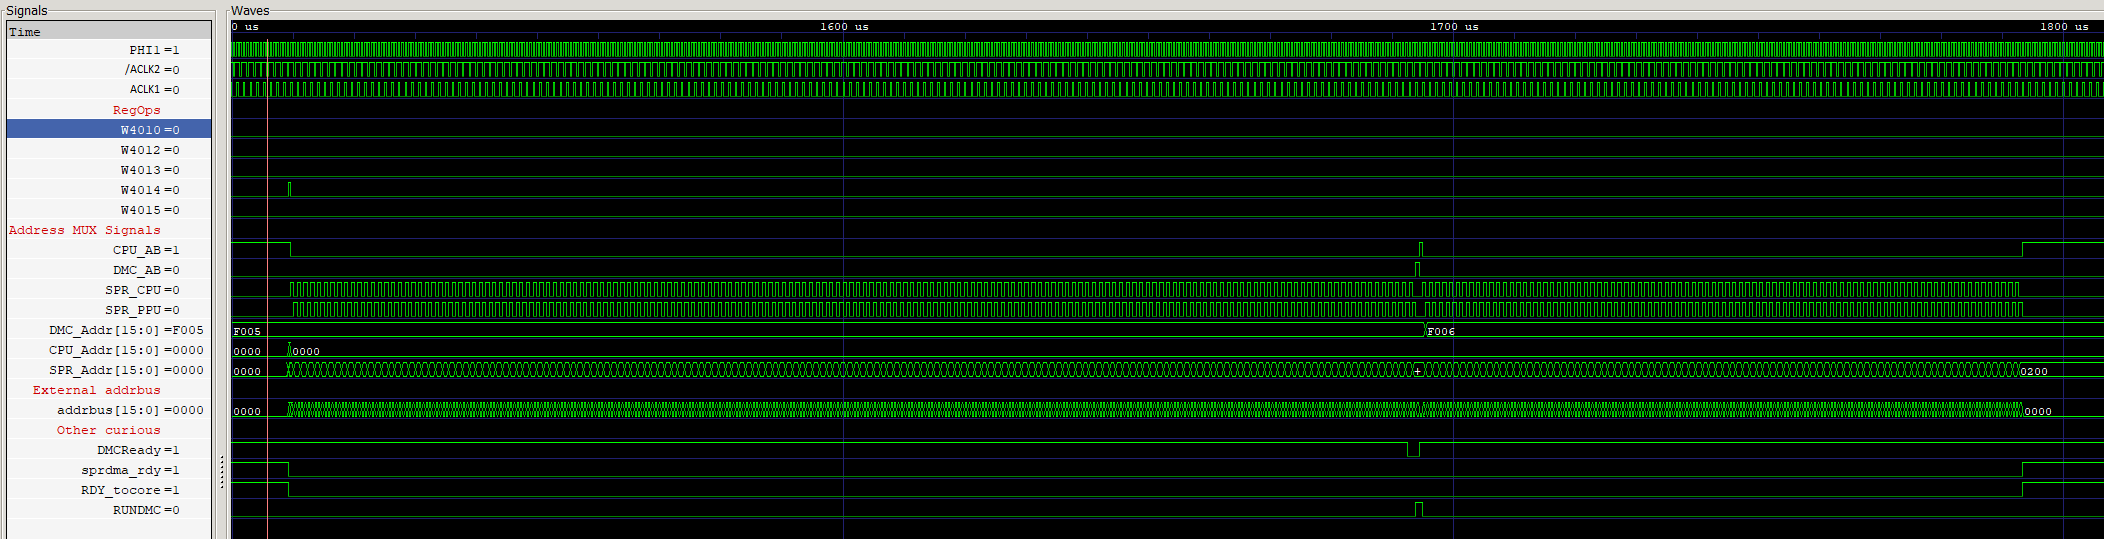 Signals
Waves
Time
0 us 1600 us 1700 us 1800 us
PHI1 =1
/ACLK2 =0
ACLK1 =0
RegOps
W4010 =0
W4012 =0
W4013 =0
W4014 =0
W4015 =0
Address MUX Signals
CPU_AB =1
DMC_AB =0
SPR_CPU =0
SPR_PPU =0
DMC_Addr[15:0] =F005 F005 F006
CPU_Addr[15:0] =0000 0000 0000
SPR_Addr[15:0] =0000 0000 + 0200
External addrbus
addrbus[15:0] =0000 0000 0000
Other curious
DMCReady =1
sprdma_rdy =1
RDY_tocore =1
RUNDMC =0